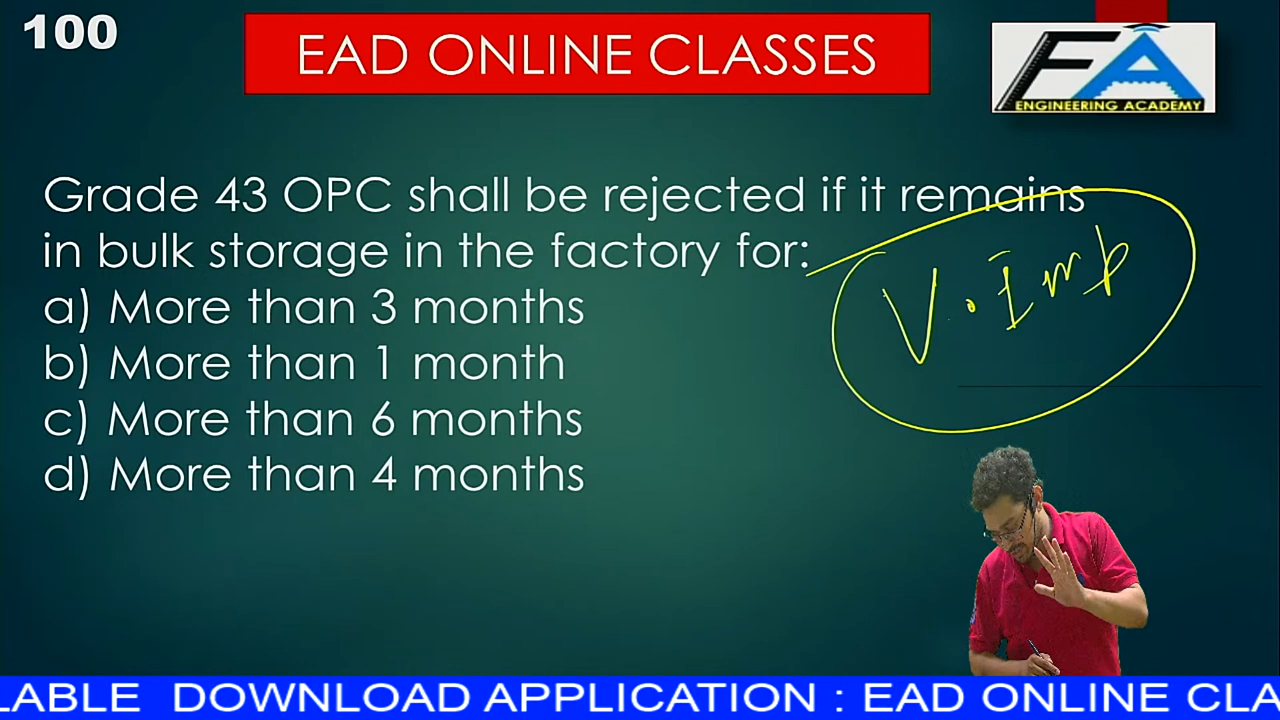 100
EAD ONLINE CLASSES
FA
ENGINEERING ACADEMY
Grade 43 OPC shall be rejected if it remains
in bulk storage in the factory for:
a) More than 3 months
b) More than 1 month
c) More than 6 months
d) More than 4 months
V. Imp
LABLE DOWNLOAD APPLICATION : EAD ONLINE CLA